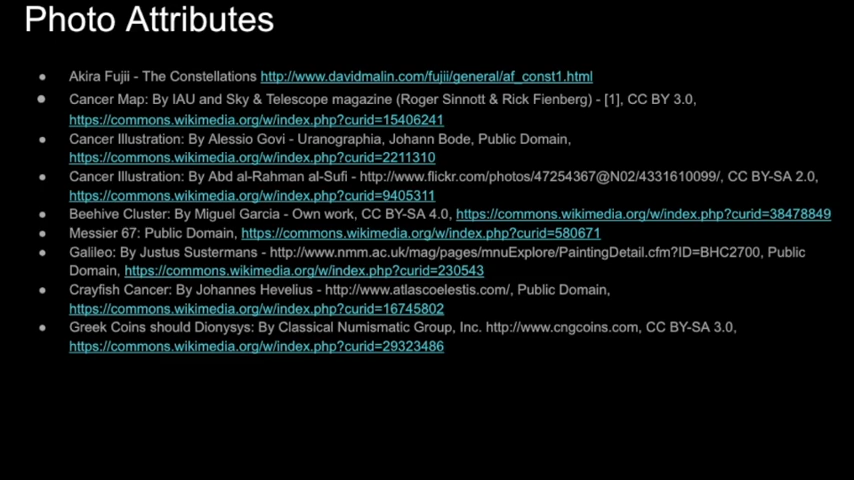 Photo Attributes
Akira Fujii - The Constellations http://www.davidmalin.com/fujii/general/af_const1.html
Cancer Map: By IAU and Sky & Telescope magazine (Roger Sinnott & Rick Fienberg) - [1], CC BY 3.0,
https://commons.wikimedia.org/w/index.php?curid=15406241
Cancer Illustration: By Alessio Govi - Uranographia, Johann Bode, Public Domain,
https://commons.wikimedia.org/w/index.php?curid=2211310
Cancer Illustration: By Abd al-Rahman al-Sufi - http://www.flickr.com/photos/47254367@N02/4331610099/, CC BY-SA 2.0,
https://commons.wikimedia.org/w/index.php?curid=9405311
Beehive Cluster: By Miguel Garcia - Own work, CC BY-SA 4.0, https://commons.wikimedia.org/w/index.php?curid=38478849
Messier 67: Public Domain, https://commons.wikimedia.org/w/index.php?curid=580671
Galileo: By Justus Sustermans - http://www.nmm.ac.uk/mag/pages/mnuExplore/PaintingDetail.cfm?ID=BHC2700, Public
Domain, https://commons.wikimedia.org/w/index.php?curid=230543
Crayfish Cancer: By Johannes Hevelius - http://www.atlascoelestis.com/, Public Domain,
https://commons.wikimedia.org/w/index.php?curid=16745802
Greek Coins should Dionysys: By Classical Numismatic Group, Inc. http://www.cngcoins.com, CC BY-SA 3.0,
https://commons.wikimedia.org/w/index.php?curid=29323486